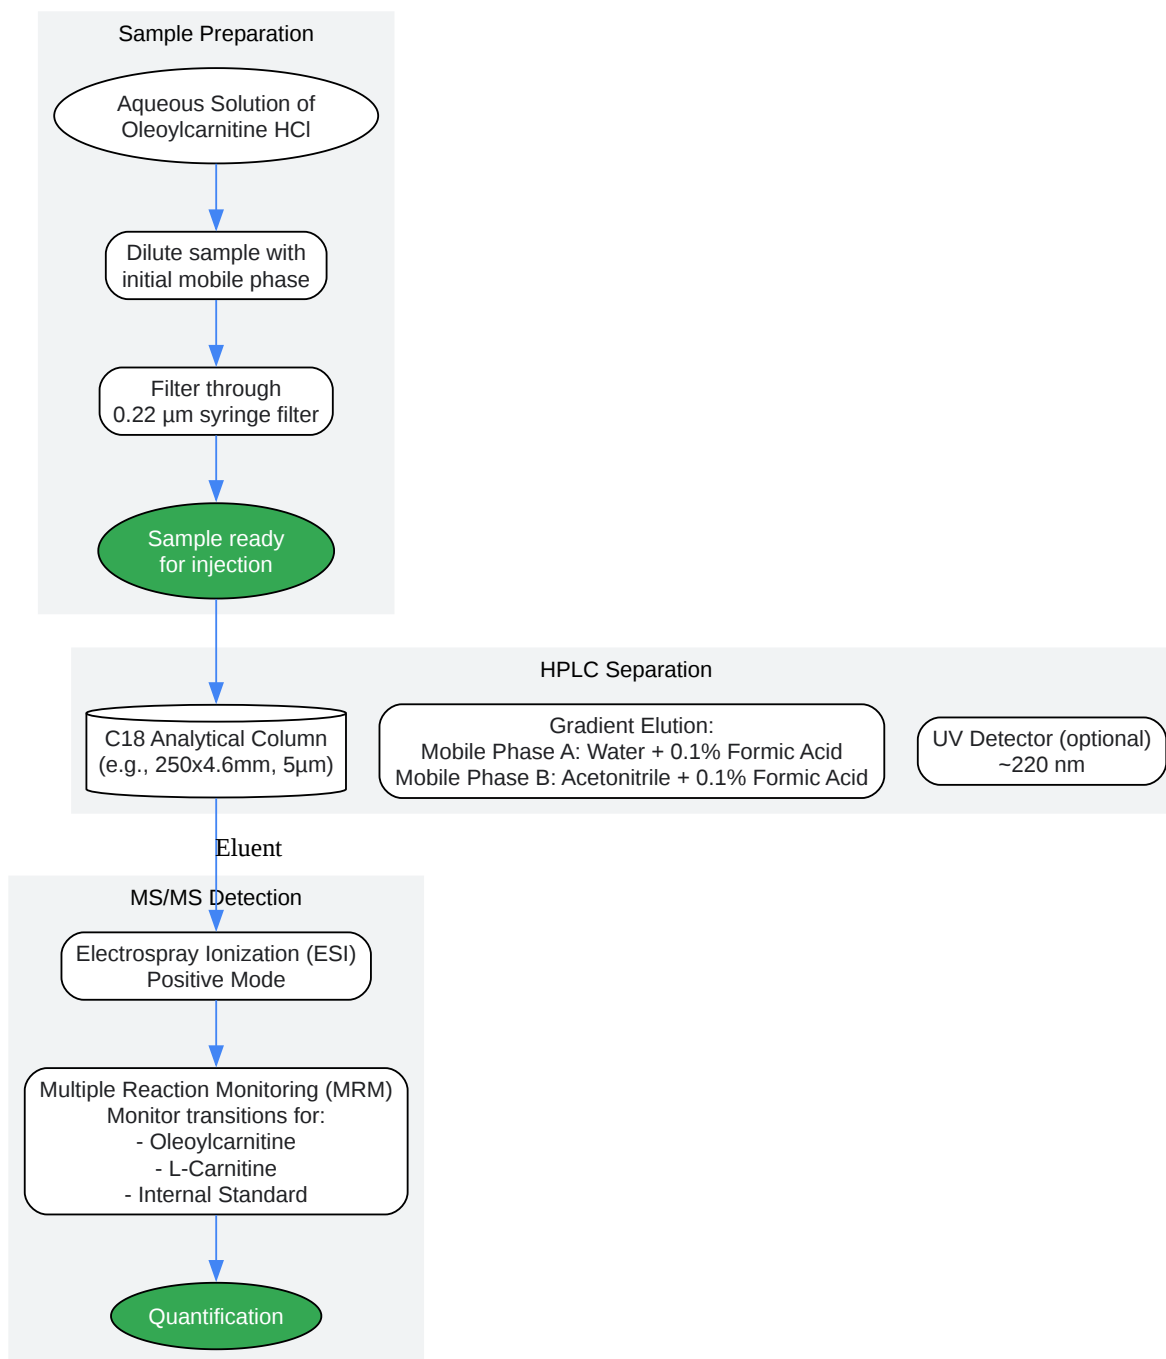 Sample Preparation
Aqueous Solution of
Oleoylcarnitine HCl
Dilute sample with
initial mobile phase
Filter through
0.22 µm syringe filter
Sample ready
for injection
HPLC Separation
C18 Analytical Column
(e.g., 250x4.6mm, 5µm)
Gradient Elution:
Mobile Phase A: Water + 0.1% Formic Acid
Mobile Phase B: Acetonitrile + 0.1% Formic Acid
UV Detector (optional)
~220 nm
Eluent
MS/MS Detection
Electrospray Ionization (ESI)
Positive Mode
Multiple Reaction Monitoring (MRM)
Monitor transitions for:
- Oleoylcarnitine
- L-Carnitine
- Internal Standard
Quantification